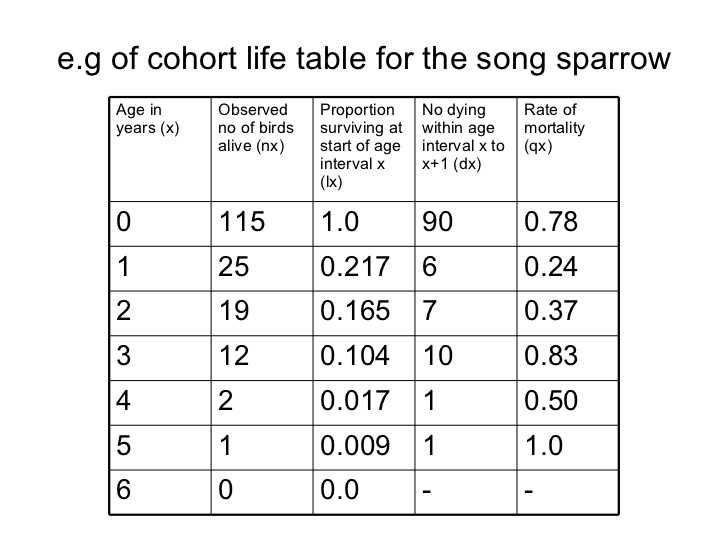 e.g of cohort life table for the song sparrow
Age in years (x) Observed no of birds alive (nx) Proportion surviving at start of age interval x (lx) No dying within age interval x to x+1 (dx) Rate of mortality (qx)
0 115 1.0 90 0.78
1 25 0.217 6 0.24
2 19 0.165 7 0.37
3 12 0.104 10 0.83
4 2 0.017 1 0.50
5 1 0.009 1 1.0
6 0 0.0 - -